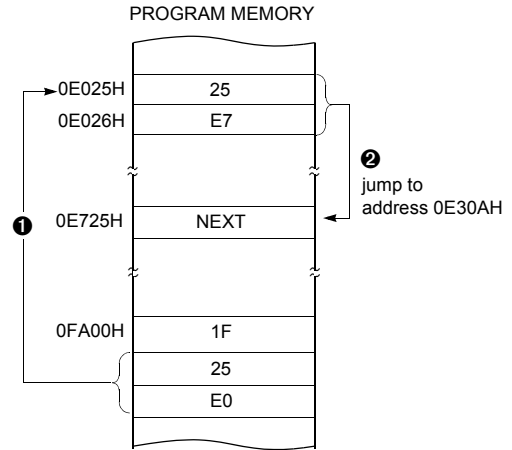 PROGRAM MEMORY
0E025H 25
0E026H E7
❷
jump to
address 0E30AH
❶
0E725H NEXT
0FA00H 1F
25
E0